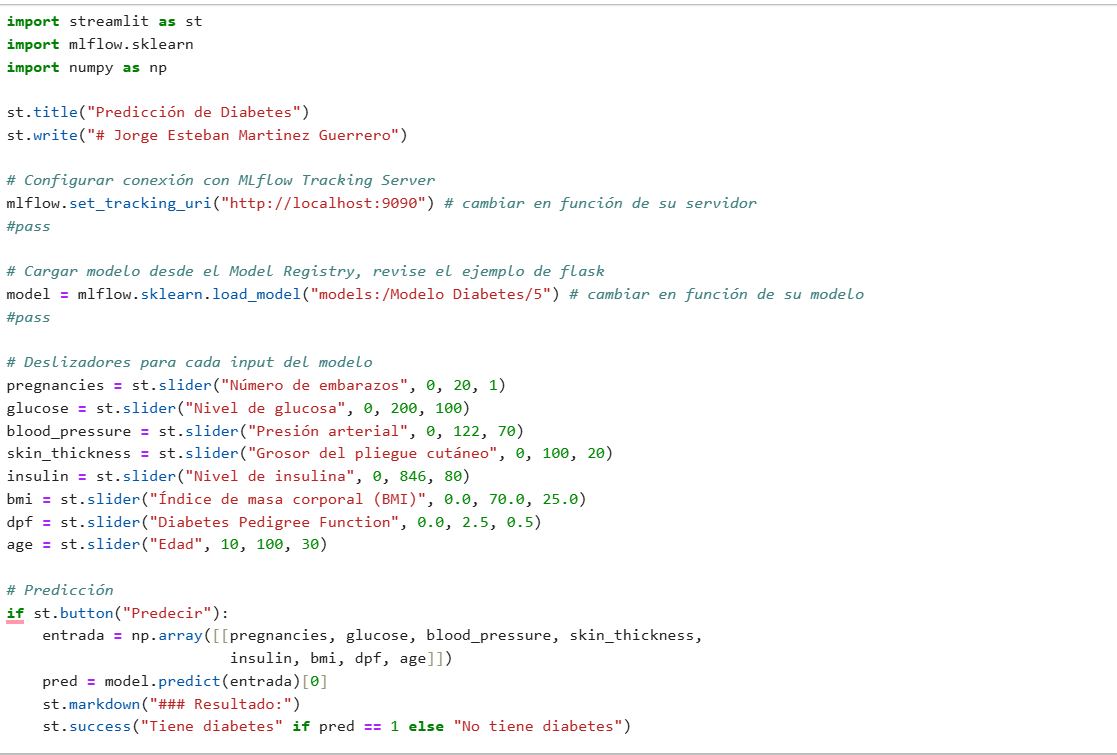 import streamlit as st
import mlflow.sklearn
import numpy as np

st.title("Predicción de Diabetes")
st.write("# Jorge Esteban Martinez Guerrero")

# Configurar conexión con MLflow Tracking Server
mlflow.set_tracking_uri("http://localhost:9090") # cambiar en función de su servidor
#pass

# Cargar modelo desde el Model Registry, revise el ejemplo de flask
model = mlflow.sklearn.load_model("models:/Modelo Diabetes/5") # cambiar en función de su modelo
#pass

# Deslizadores para cada input del modelo
pregnancies = st.slider("Número de embarazos", 0, 20, 1)
glucose = st.slider("Nivel de glucosa", 0, 200, 100)
blood_pressure = st.slider("Presión arterial", 0, 122, 70)
skin_thickness = st.slider("Grosor del pliegue cutáneo", 0, 100, 20)
insulin = st.slider("Nivel de insulina", 0, 846, 80)
bmi = st.slider("Índice de masa corporal (BMI)", 0.0, 70.0, 25.0)
dpf = st.slider("Diabetes Pedigree Function", 0.0, 2.5, 0.5)
age = st.slider("Edad", 10, 100, 30)

# Predicción
if st.button("Predecir"):
    entrada = np.array([[pregnancies, glucose, blood_pressure, skin_thickness,
                         insulin, bmi, dpf, age]])
    pred = model.predict(entrada)[0]
    st.markdown("### Resultado:")
    st.success("Tiene diabetes" if pred == 1 else "No tiene diabetes")